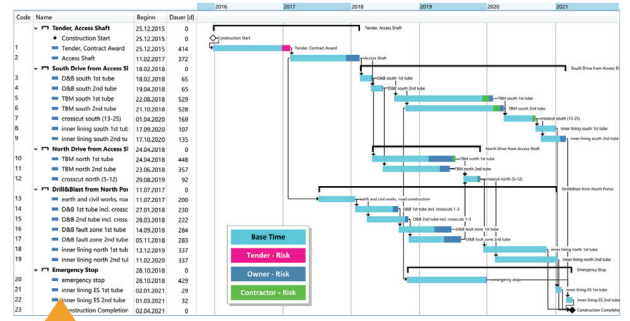 2016 2017 2018 2019 2020 2021
Code Name Beginn Dauer [d]
Tender, Access Shaft 25.12.2015 0
Construction Start 25.12.2015 0
1 Tender, Contract Award 25.12.2015 414
2 Access Shaft 11.02.2017 372
South Drive from Access Sl 18.02.2018 0
3 D&B south 1st tube 18.02.2018 65
4 D&B south 2nd tube 19.04.2018 65
5 TBM south 1st tube 22.08.2018 529
6 TBM south 2nd tube 21.10.2018 528
7 crosscut south (13-25) 01.04.2020 169
8 inner lining south 1st tub 17.09.2020 107
9 inner lining south 2nd tu 17.10.2020 135
North Drive from Access Sl 24.04.2018 0
10 TBM north 1st tube 24.04.2018 448
11 TBM north 2nd tube 23.06.2018 357
12 crosscut north (5-12) 29.08.2019 92
Drill&Blast from North Por 11.07.2017 0
13 earth and civil works, roa 11.07.2017 200
14 D&B 1st tube incl. crossc 27.01.2018 230
15 D&B 2nd tube incl. cross 28.03.2018 222
16 D&B fault zone 1st tube 14.09.2018 284
17 D&B fault zone 2nd tube 05.11.2018 283
18 inner lining north 1st tub 13.12.2019 337
19 inner lining north 2nd tul 11.02.2020 337
Emergency Stop 28.10.2018 0
20 emergency stop 28.10.2018 429
21 inner lining ES 1st tube 02.01.2021 29
22 inner lining ES 2nd tube 01.03.2021 32
23 onstruction Completion 02.04.2021 0
Tender, Access Shaft
Construction Start
Tender, Contract Award
Access Shaft
South Drive from Access Sl
D&B south 1st tube
D&B south 2nd tube
TBM south 1st tube
TBM south 2nd tube
crosscut south (13-25)
inner lining south 1st tube
inner lining south 2nd tube
North Drive from Access Shaft
TBM north 1st tube
TBM north 2nd tube
crosscut north (5-12)
Drill&Blast from North Portal
earth and civil works, road construction
D&B 1st tube incl. crosscuts 1-3
D&B 2nd tube incl. crosscuts 1-3
D&B fault zone 1st tube
D&B fault zone 2nd tube
inner lining north 1st tube
inner lining north 2nd tube
Emergency Stop
emergency stop
inner lining ES 1st tube
inner lining ES 2nd tube
Construction Completio
Base Time
Tender - Risk
Owner - Risk
Contractor - Risk